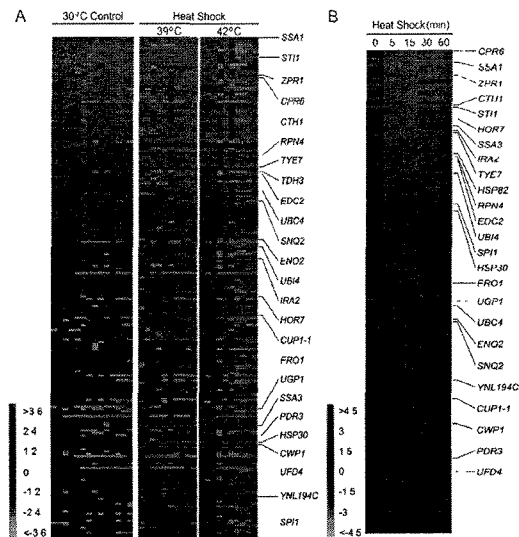 A
30°C Control
Heat Shock
39°C
42°C
SSA1
STI1
ZPR1
CPR6
CTH1
RPN4
TYE7
TDH3
EDC2
UBC4
SNQ2
ENO2
UBI4
IRA2
HOR7
CUP1-1
FRO1
UGP1
SSA3
PDR3
HSP30
CWP1
UFD4
YNL194C
SPI1
>3 6
2 4
1 2
0
-1 2
-2 4
<-3 6
B
Heat Shock(min)
0 5 15 30 60
CPR6
SSA1
ZPR1
CTH1
STI1
HOR7
SSA3
IRA2
TYE7
HSP82
RPN4
EDC2
UBI4
SPI1
HSP30
FRO1
UGP1
UBC4
ENO2
SNQ2
YNL194C
CUP1-1
CWP1
PDR3
UFD4
>4 5
3
1 5
0
-1 5
-3
<-4 5